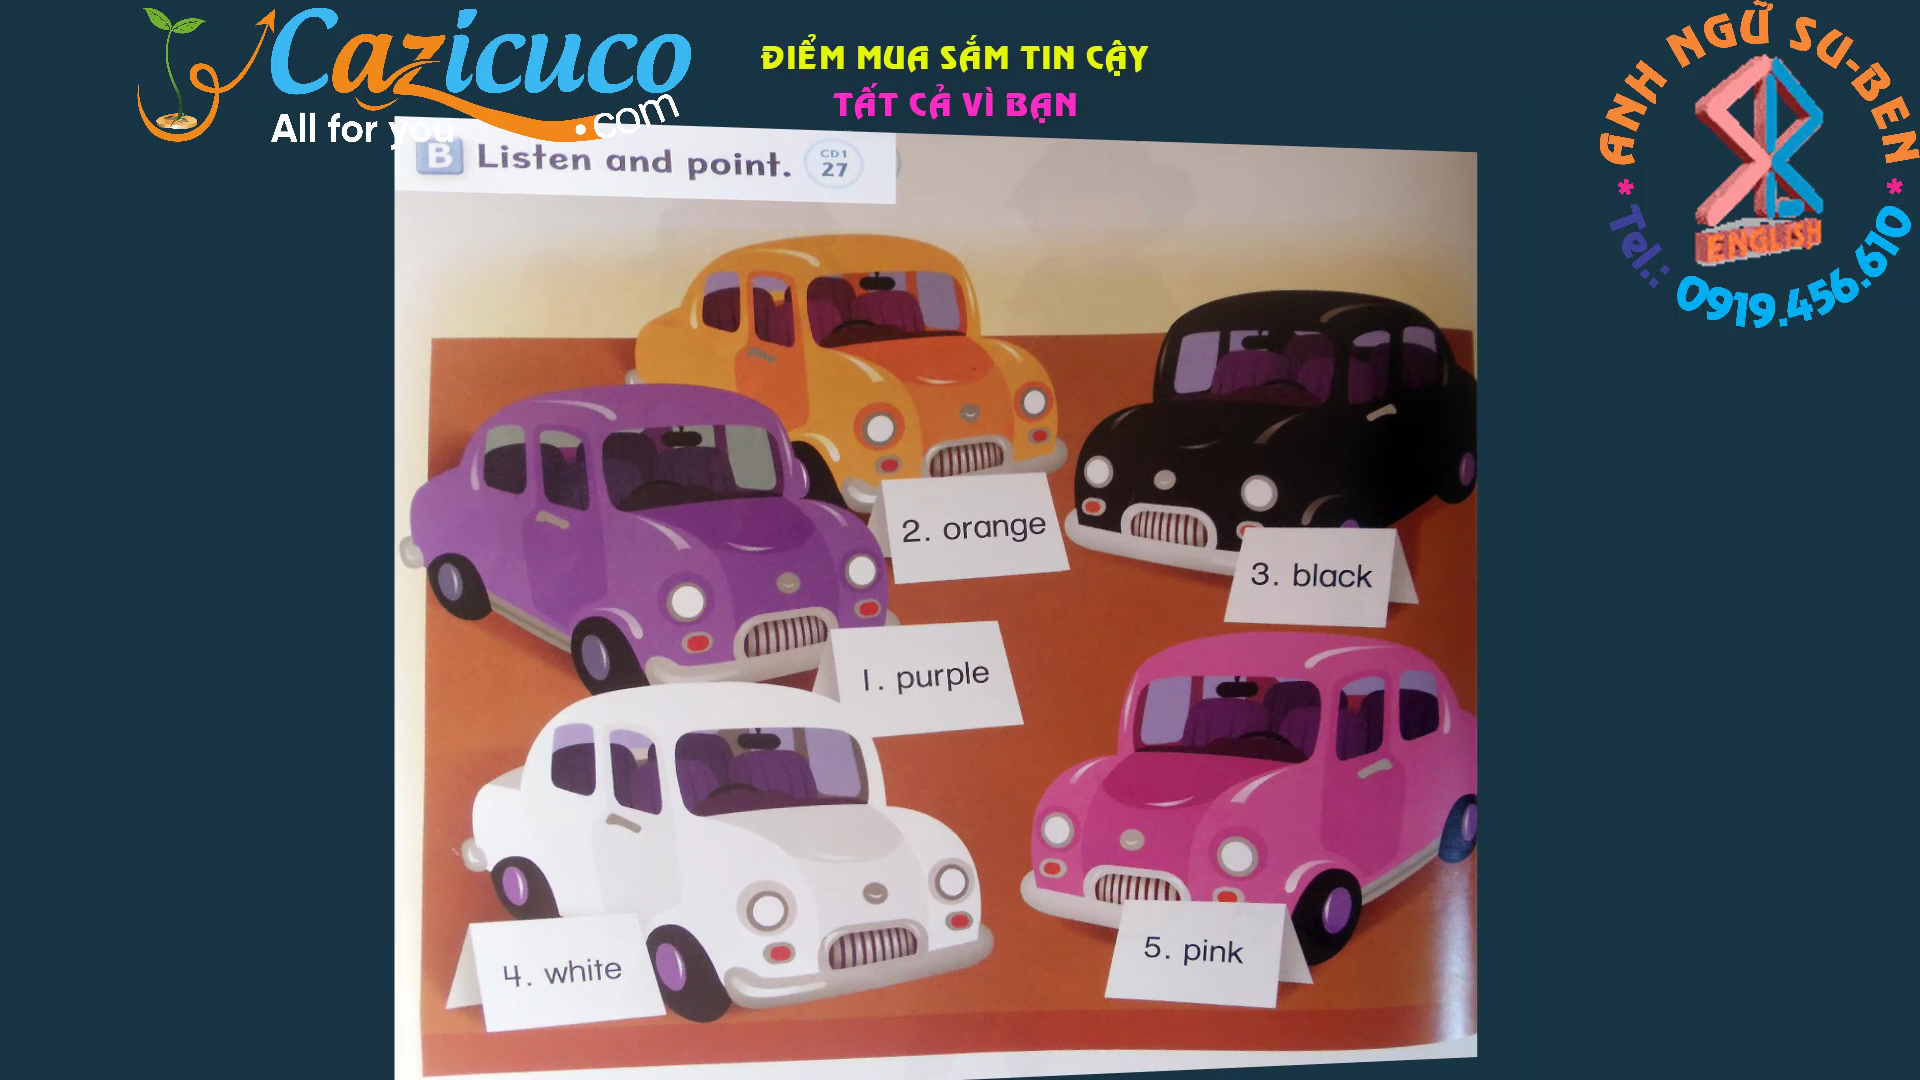 Cazicuco
.com
All for you
ĐIỂM MUA SẮM TIN CẬY
TẤT CẢ VÌ BẠN
ANH NGỮ SU-BEN
ENGLISH
* Tel.: 0919.456.610 *
B Listen and point. CD1 27
2. orange
3. black
1. purple
4. white
5. pink